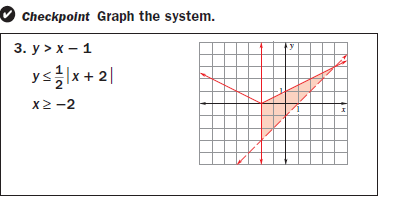 Checkpoint Graph the system.
3. y > x – 1
y ≤ 1/2 |x + 2|
x ≥ –2
y
1
1
x